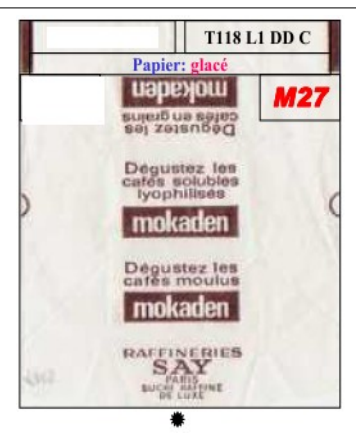 T118 L1 DD C
Papier: glacé
M27
mokaden
cafés en grains
Dégustez les
Dégustez les
cafés solubles
lyophilisés
mokaden
Dégustez les
cafés moulus
mokaden
RAFFINERIES
SAY
PARIS
SUCRE RAFFINÉ
DE LUXE